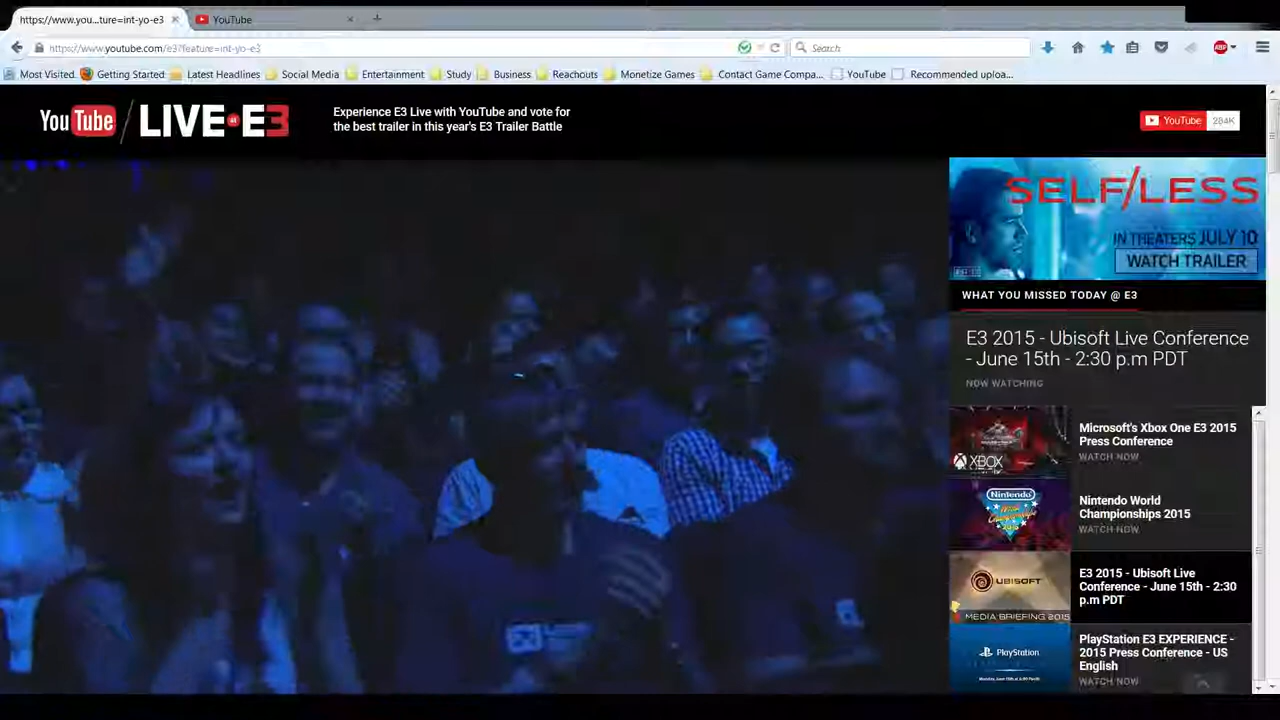 https://www.you...ture=int-yo-e3
YouTube
https://www.youtube.com/e3?feature=int-yo-e3
Search
ABP
Most Visited
Getting Started
Latest Headlines
Social Media
Entertainment
Study
Business
Reachouts
Monetize Games
Contact Game Compa...
YouTube
Recommended uploa...
YouTube / LIVE at E3
Experience E3 Live with YouTube and vote for
the best trailer in this year's E3 Trailer Battle
YouTube 284K
SELF/LESS
IN THEATERS JULY 10
WATCH TRAILER
WHAT YOU MISSED TODAY @ E3
E3 2015 - Ubisoft Live Conference
- June 15th - 2:30 p.m PDT
NOW WATCHING
XBOX
Microsoft's Xbox One E3 2015
Press Conference
WATCH NOW
Nintendo
Nintendo World
Championships 2015
WATCH NOW
UBISOFT
MEDIA BRIEFING 2015
E3 2015 - Ubisoft Live
Conference - June 15th - 2:30
p.m PDT
PlayStation
PlayStation E3 EXPERIENCE -
2015 Press Conference - US
English
WATCH NOW